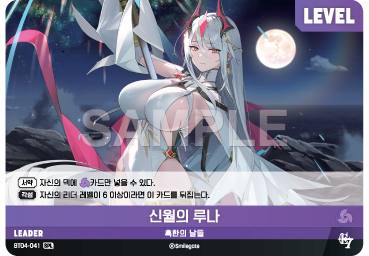 LEVEL
SAMPLE
서약 자신의 덱에 카드만 넣을 수 있다.
각성 자신의 리더 레벨이 6 이상이라면 이 카드를 뒤집는다.
신월의 루나
LEADER
흑한의 남들
BT04-041
©Smilegate